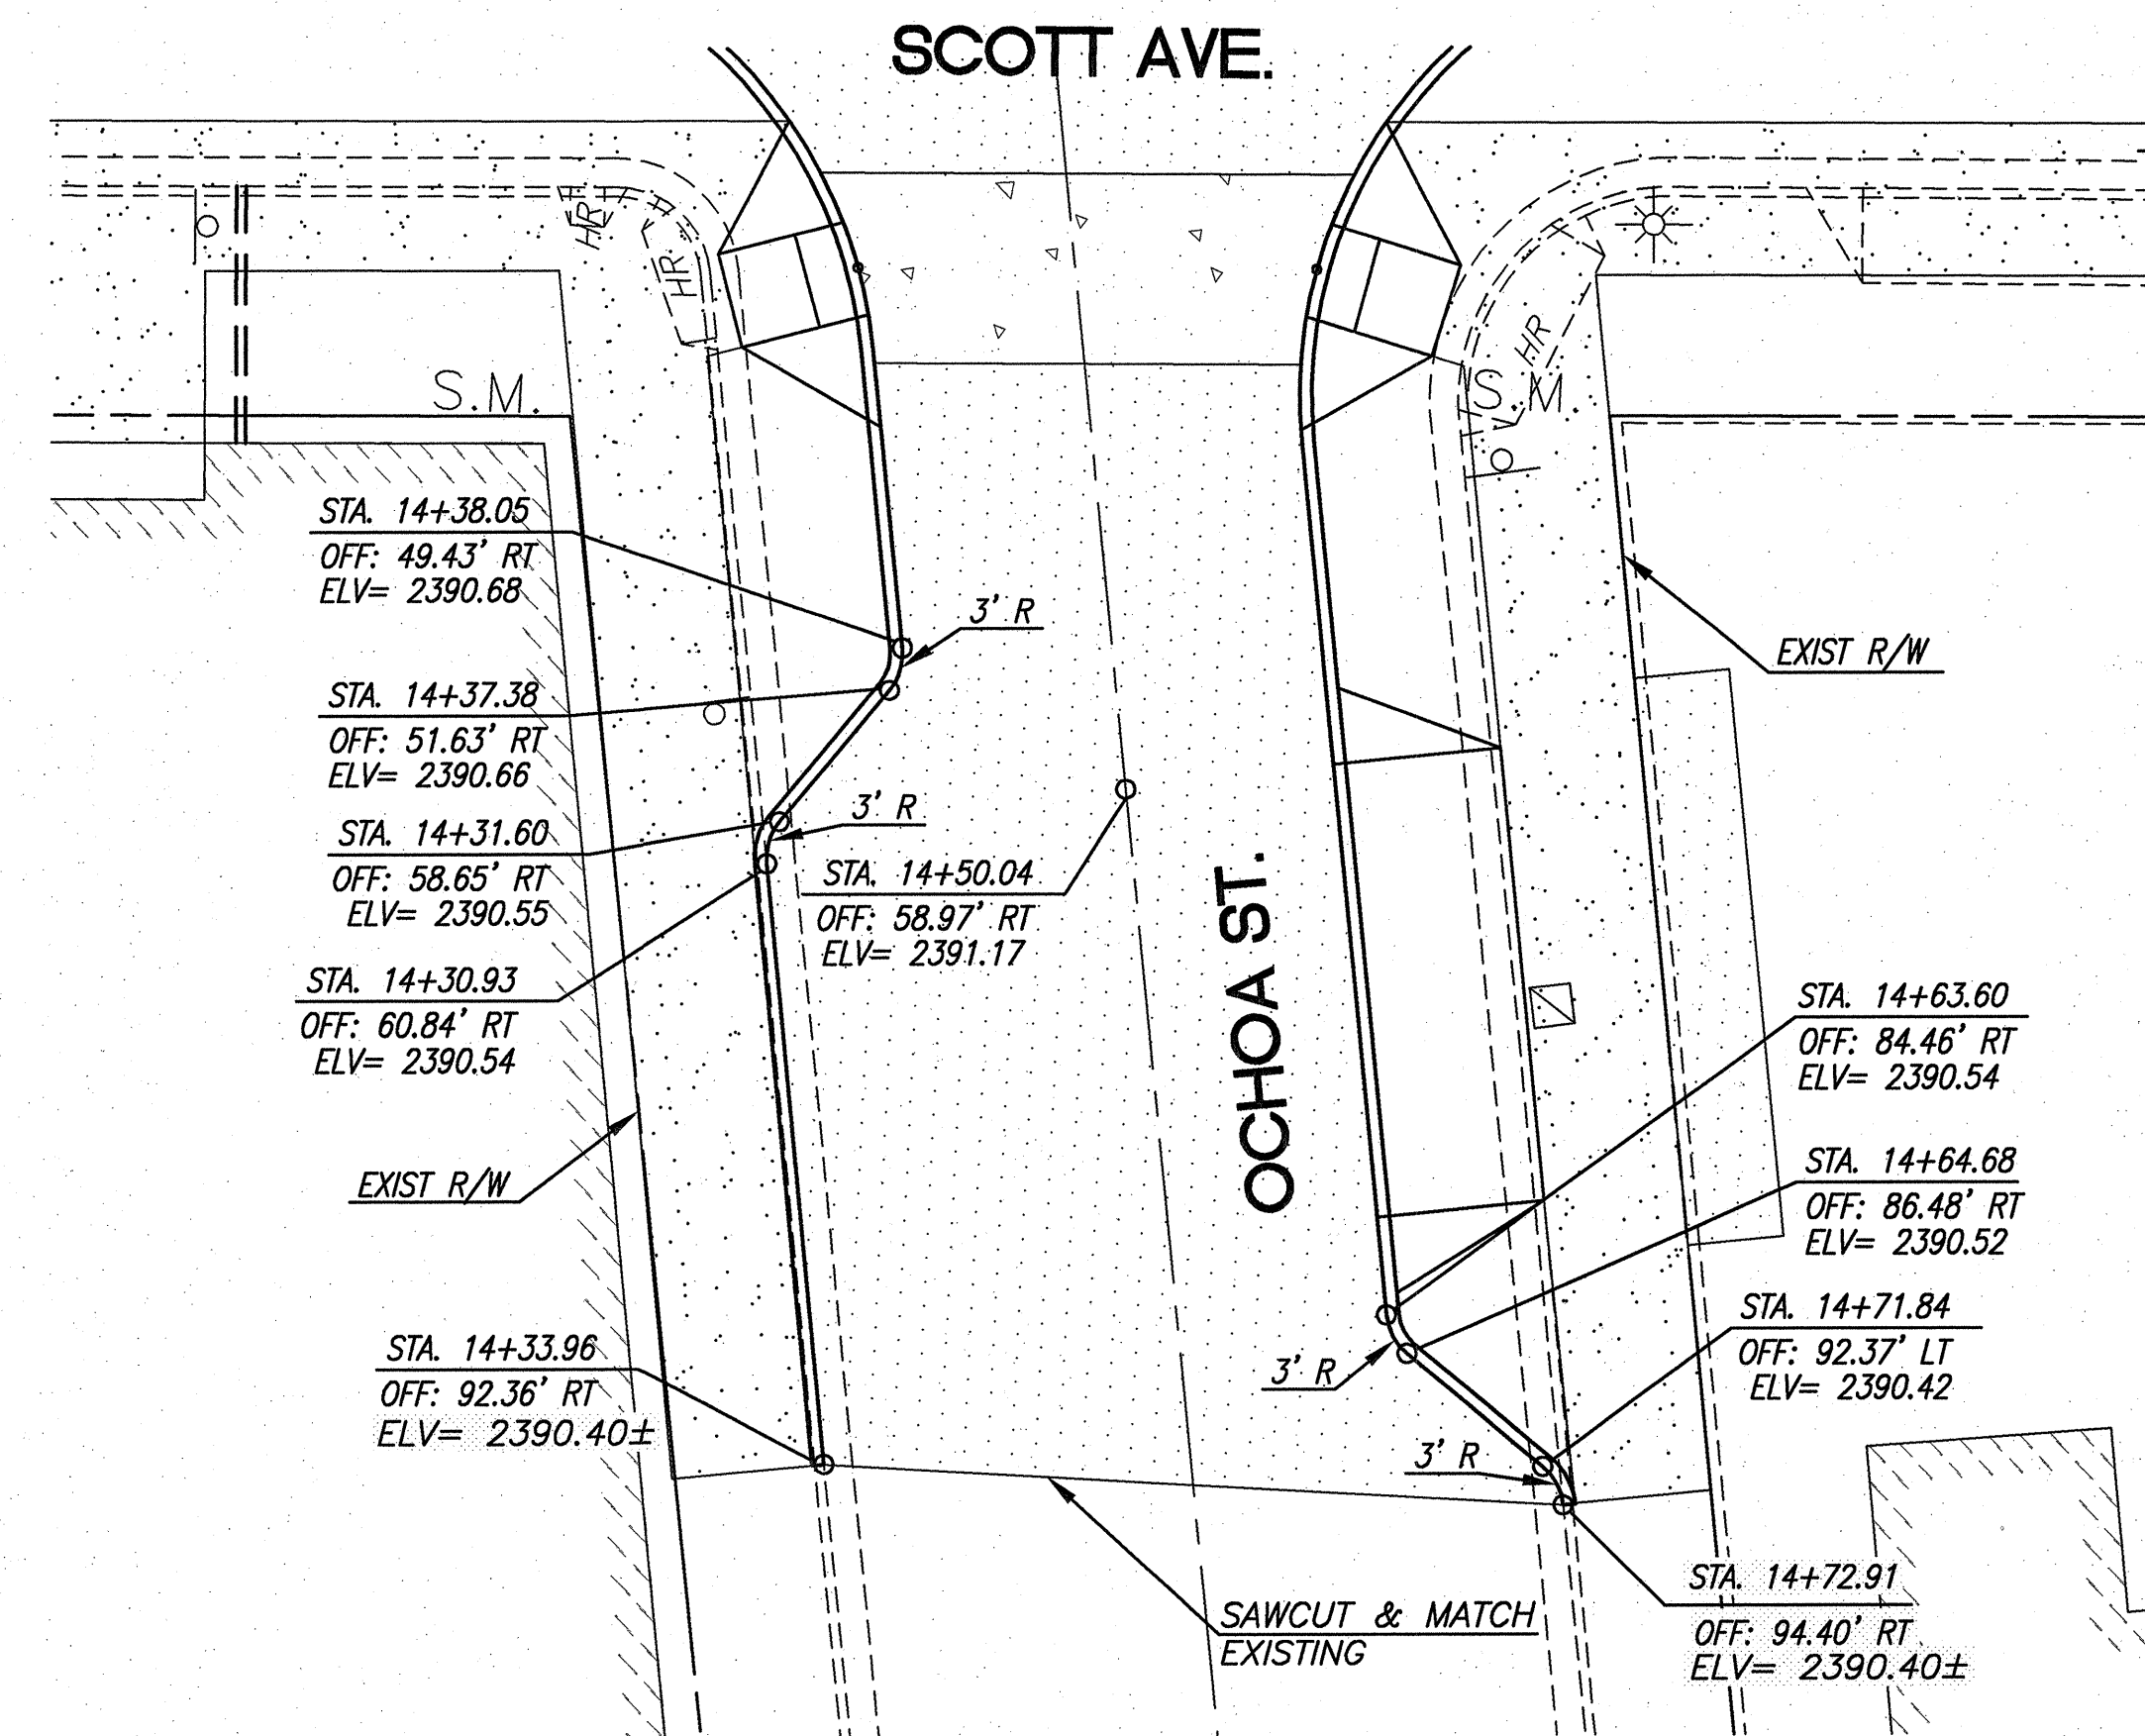 SCOTT AVE.
HR
HR
HR
S.M.
S.M.
STA. 14+38.05
OFF: 49.43' RT
ELV= 2390.68
3' R
EXIST R/W
STA. 14+37.38
OFF: 51.63' RT
ELV= 2390.66
3' R
STA. 14+31.60
OFF: 58.65' RT
ELV= 2390.55
STA. 14+50.04
OFF: 58.97' RT
ELV= 2391.17
OCHOA ST.
STA. 14+30.93
OFF: 60.84' RT
ELV= 2390.54
STA. 14+63.60
OFF: 84.46' RT
ELV= 2390.54
EXIST R/W
STA. 14+64.68
OFF: 86.48' RT
ELV= 2390.52
STA. 14+33.96
OFF: 92.36' RT
ELV= 2390.40±
3' R
STA. 14+71.84
OFF: 92.37' LT
ELV= 2390.42
3' R
SAWCUT & MATCH
EXISTING
STA. 14+72.91
OFF: 94.40' RT
ELV= 2390.40±